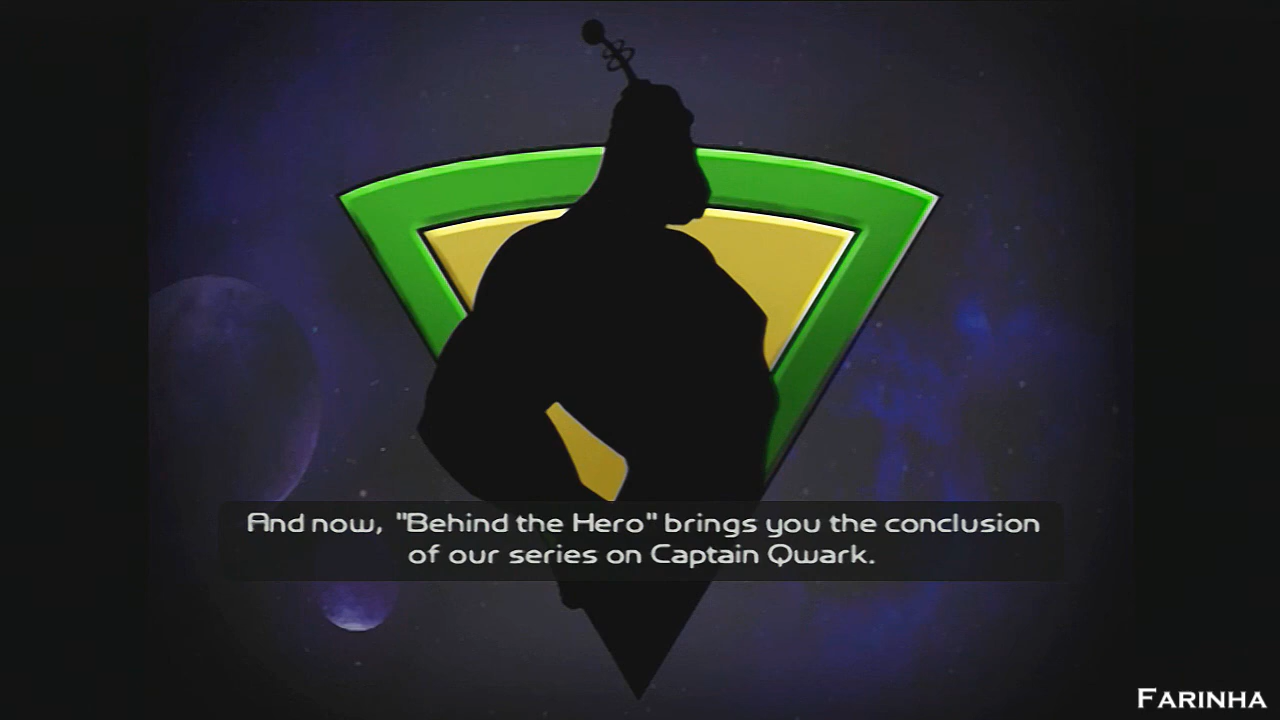 And now, "Behind the Hero" brings you the conclusion
of our series on Captain Qwark.
FARINHA